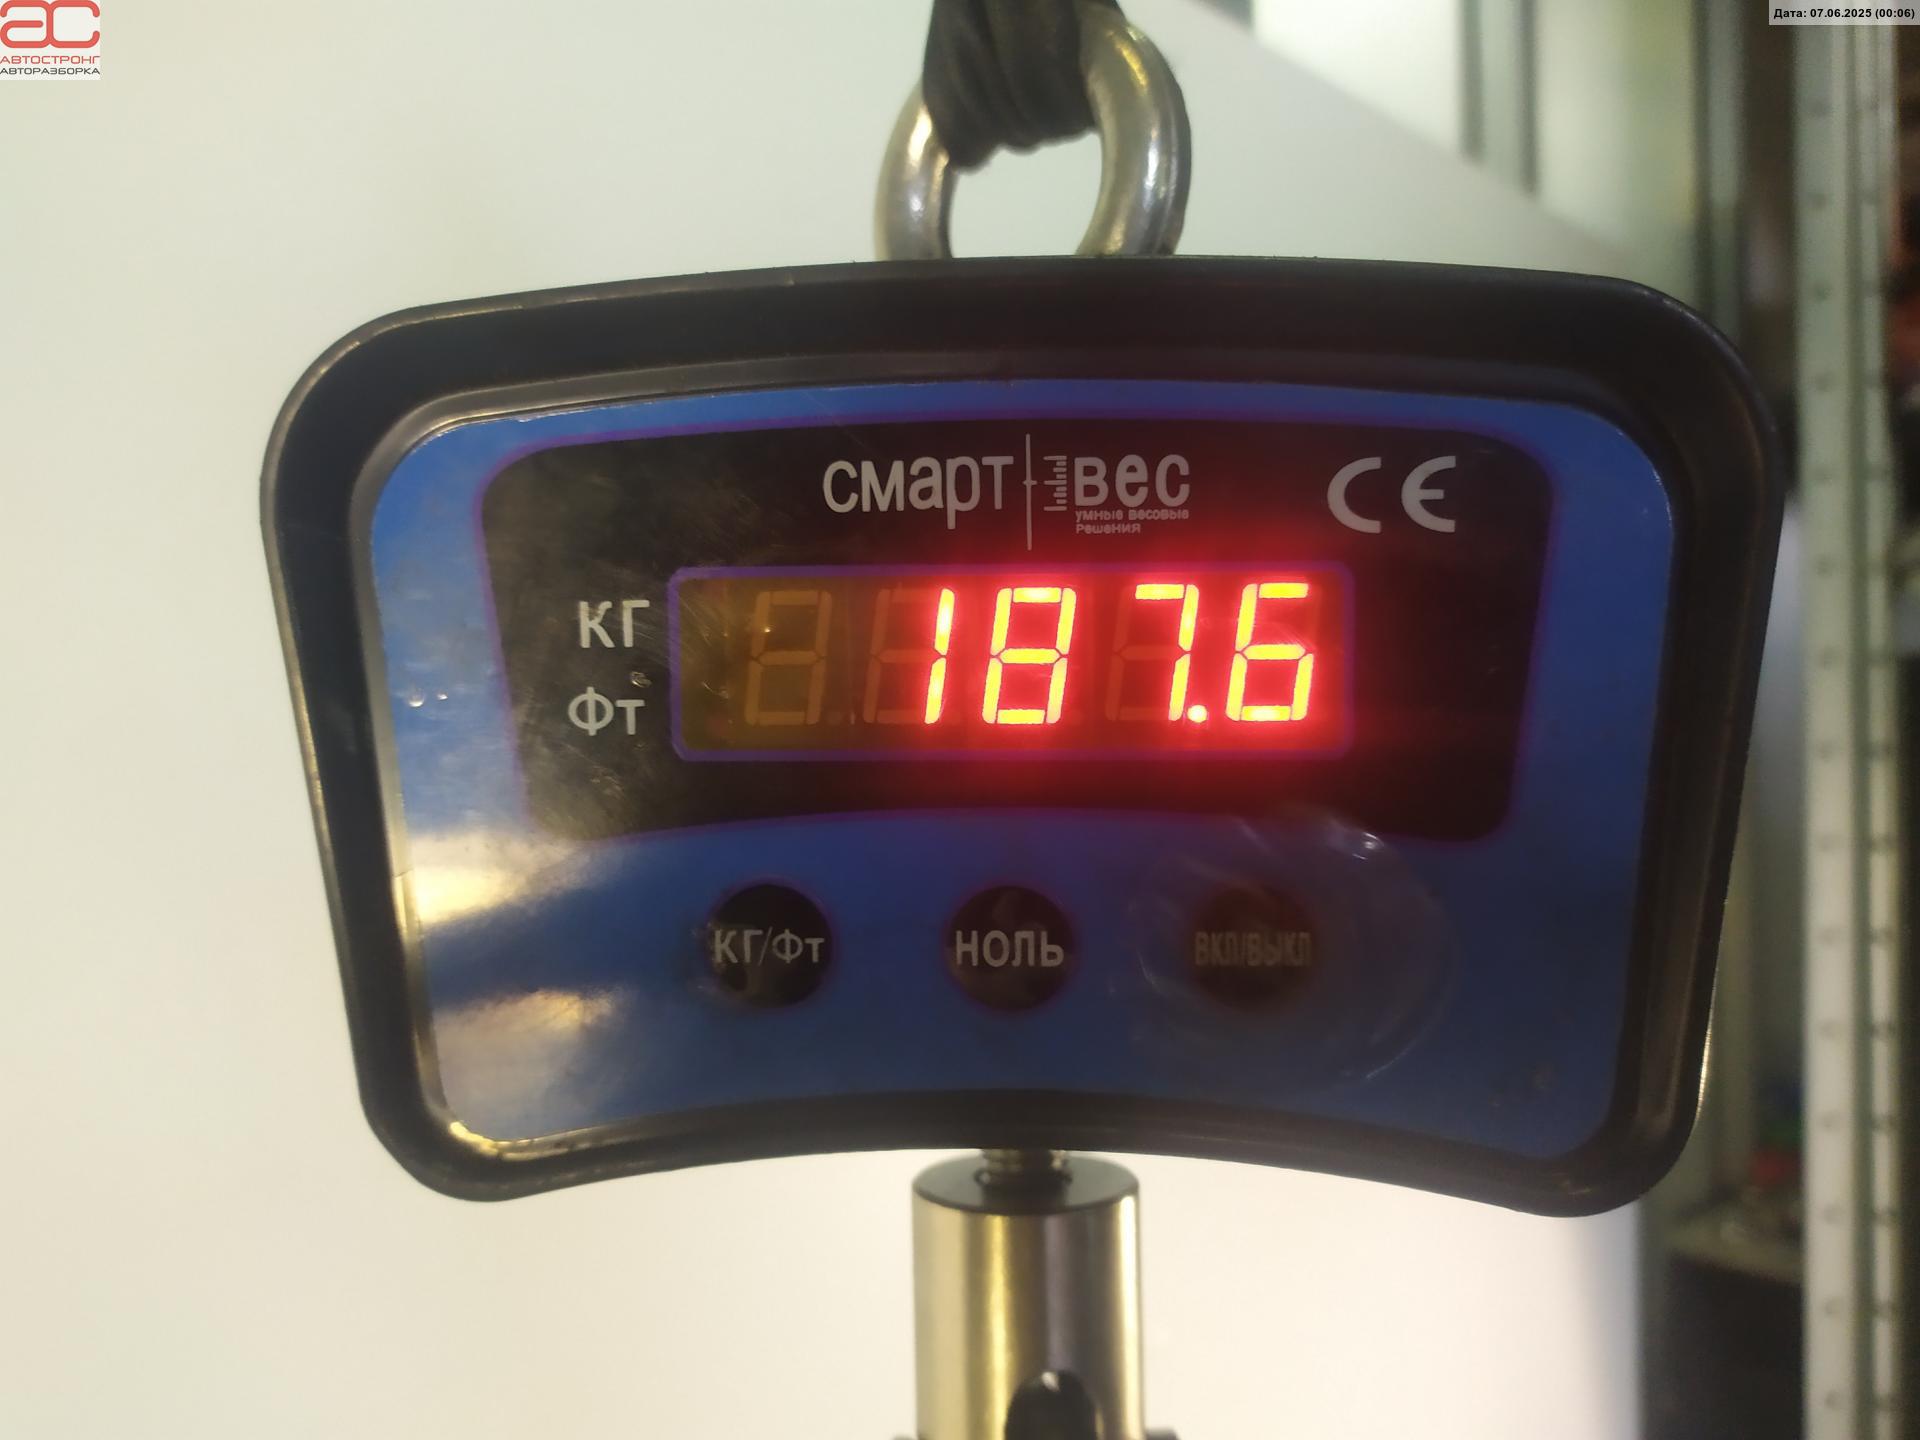 АВТОСТРОНГ
АВТОРАЗБОРКА
Дата: 07.06.2025 (00:06)
смарт вес
умные весовые
Решения
CE
КГ
ФТ
187.6
КГ/ФТ
НОЛЬ
ВКЛ/ВЫКЛ